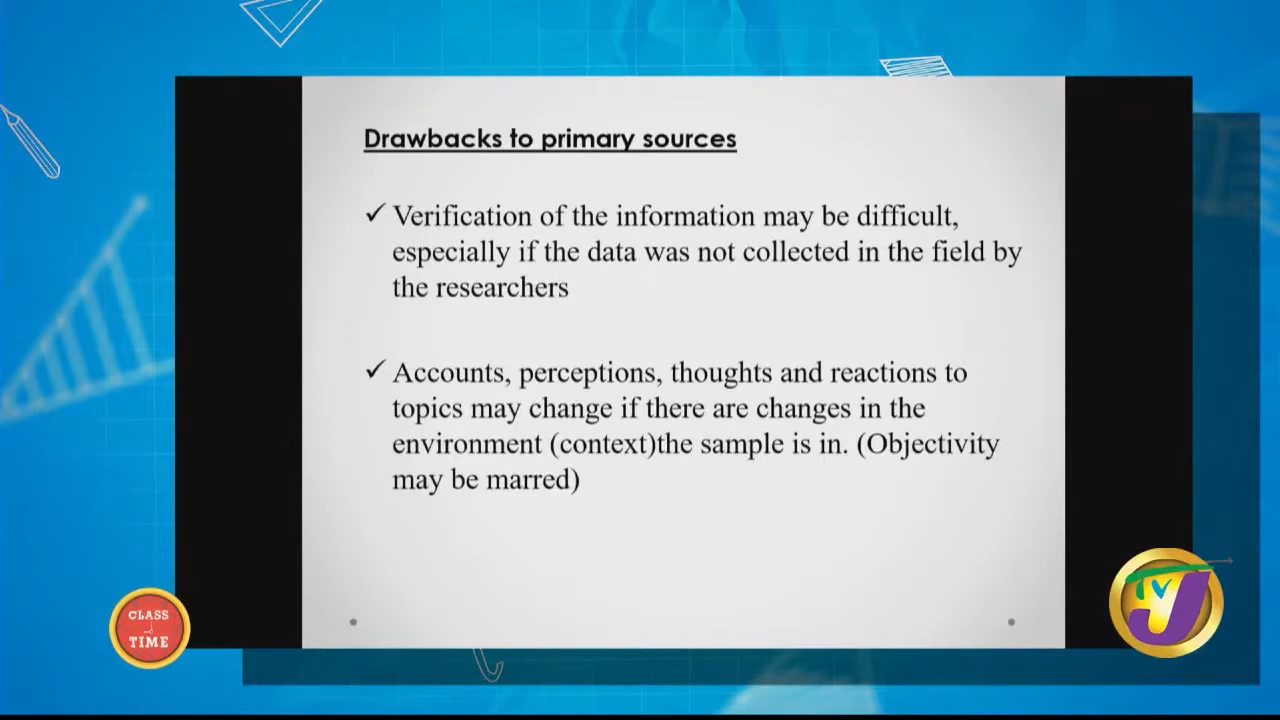 Drawbacks to primary sources
✓ Verification of the information may be difficult,
especially if the data was not collected in the field by
the researchers
✓ Accounts, perceptions, thoughts and reactions to
topics may change if there are changes in the
environment (context)the sample is in. (Objectivity
may be marred)
CLASS
TIME
TVJ